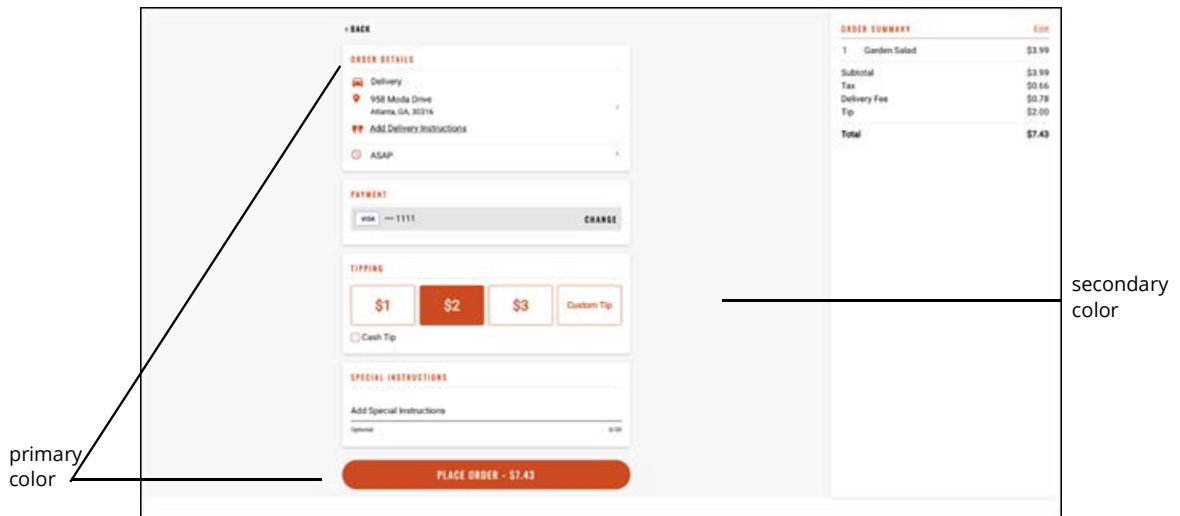 < BACK
ORDER DETAILS
Delivery
958 Moda Drive
Atlanta, GA, 30316
Add Delivery Instructions
ASAP
PAYMENT
VISA ••• 1111 CHANGE
TIPPING
$1 $2 $3 Custom Tip
Cash Tip
SPECIAL INSTRUCTIONS
Add Special Instructions
Optional
PLACE ORDER - $7.43
ORDER SUMMARY Edit
1 Garden Salad $3.99
Subtotal $3.99
Tax $0.66
Delivery Fee $0.78
Tip $2.00
Total $7.43
primary
color
secondary
color